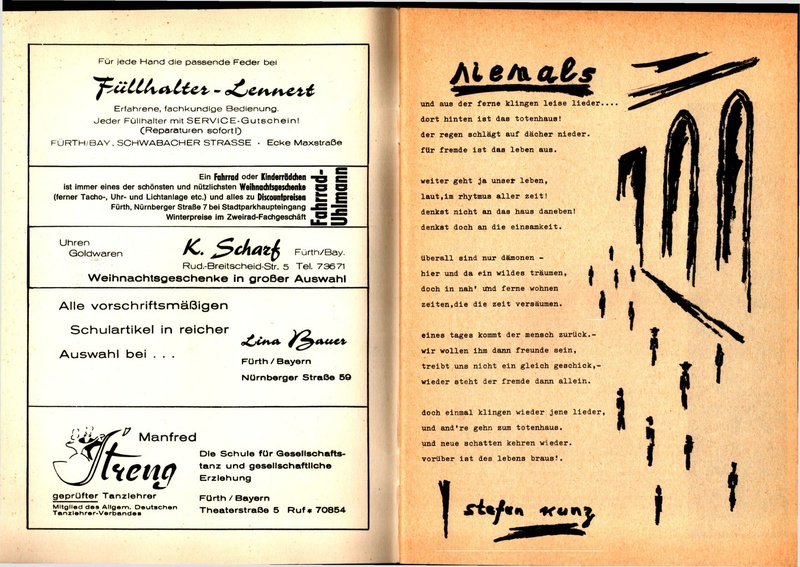 Für jede Hand die passende Feder bei
Füllhalter-Lennert
Erfahrene, fachkundige Bedienung.
Jeder Füllhalter mit SERVICE-Gutschein!
(Reparaturen sofort!)
FÜRTH/BAY. SCHWABACHER STRASSE · Ecke Maxstraße
Ein Fahrrad oder Kinderrädchen
ist immer eines der schönsten und nützlichsten Weihnachtsgeschenke
(ferner Tacho-, Uhr- und Lichtanlage etc.) und alles zu Discountpreisen
Fürth, Nürnberger Straße 7 bei Stadtparkhaupteingang
Winterpreise im Zweirad-Fachgeschäft
Fahrrad-
Uhlmann
Uhren
Goldwaren
K. Scharf Fürth/Bay.
Rud.-Breitscheid-Str. 5 Tel. 73671
Weihnachtsgeschenke in großer Auswahl
Alle vorschriftsmäßigen
Schulartikel in reicher
Auswahl bei . . .
Lina Bauer
Fürth / Bayern
Nürnberger Straße 59
Manfred
Streng
geprüfter Tanzlehrer
Mitglied des Allgem. Deutschen
Tanzlehrer-Verbandes
Die Schule für Gesellschafts-
tanz und gesellschaftliche
Erziehung
Fürth / Bayern
Theaterstraße 5 Ruf * 70854
niemals
und aus der ferne klingen leise lieder....
dort hinten ist das totenhaus!
der regen schlägt auf dächer nieder.
für fremde ist das leben aus.
weiter geht ja unser leben,
laut,im rhytmus aller zeit!
denkst nicht an das haus daneben!
denkst doch an die einsamkeit.
überall sind nur dämonen -
hier und da ein wildes träumen,
doch in nah' und ferne wohnen
zeiten,die die zeit versäumen.
eines tages kommt der mensch zurück.-
wir wollen ihm dann freunde sein,
treibt uns nicht ein gleich geschick,-
wieder steht der fremde dann allein.
doch einmal klingen wieder jene lieder,
und and're gehn zum totenhaus.
und neue schatten kehren wieder.
vorüber ist des lebens braus!.
stefan kunz